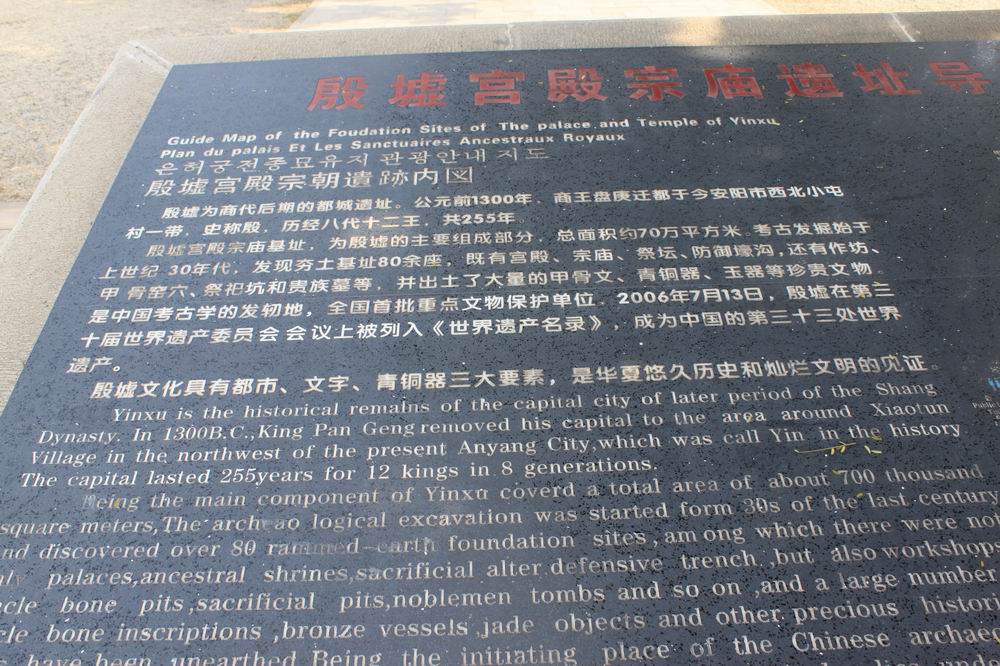 殷墟宫殿宗庙遗址导
Guide Map of the Foudation Sites of The palace and Temple of Yinxu
Plan du palais Et Les Sanctuaires Ancestraux Royaux
은허궁전종묘유지 관광안내지도
殷墟宮殿宗朝遺跡内図
殷墟为商代后期的都城遗址。公元前1300年，商王盘庚迁都于今安阳市西北小屯
村一带，史称殷，历经八代十二王，共255年。
殷墟宫殿宗庙基址，为殷墟的主要组成部分，总面积约70万平方米，考古发掘始于
上世纪 30年代，发现夯土基址80余座，既有宫殿、宗庙、祭坛、防御壕沟，还有作坊、
甲 骨窑穴、祭祀坑和贵族墓等，并出土了大量的甲骨文、青铜器、玉器等珍贵文物。
是中国考古学的发轫地，全国首批重点文物保护单位。2006年7月13日，殷墟在第三
十届世界遗产委员会会议上被列入《世界遗产名录》，成为中国的第三十三处世界
遗产。
殷墟文化具有都市、文字、青铜器三大要素，是华夏悠久历史和灿烂文明的见证。
Yinxu is the historical remains of the capital city of later period of the Shang
Dynasty. In 1300B.C.,King Pan Geng removed his capital to the area around Xiaotun
Village in the northwest of the present Anyang City,which was call Yin in the history
The capital lasted 255years for 12 kings in 8 generations.
Being the main component of Yinxu coverd a total area of about 700 thousand
square meters,The archeao logical excavation was started form 30s of the last century
nd discovered over 80 rammed-earth foundation sites,among which there were not
ly palaces,ancestral shrines,sacrificial alter,defensive trench,but also workshops
cle bone pits,sacrificial pits,noblemen tombs and so on,and a large number
cle bone inscriptions,bronze vessels,jade objects and other precious histori
have been unearthed.Being the initiating place of the Chinese archaeo